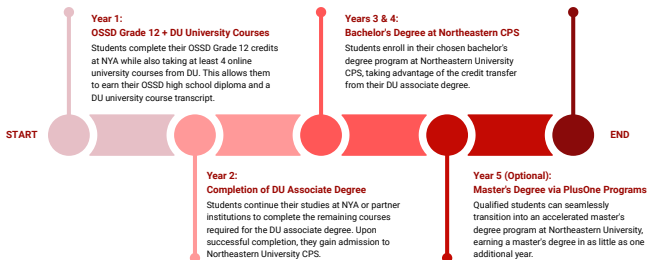 Year 1:
OSSD Grade 12 + DU University Courses
Students complete their OSSD Grade 12 credits
at NYA while also taking at least 4 online
university courses from DU. This allows them
to earn their OSSD high school diploma and a
DU university course transcript.
Years 3 & 4:
Bachelor's Degree at Northeastern CPS
Students enroll in their chosen bachelor's
degree program at Northeastern University
CPS, taking advantage of the credit transfer
from their DU associate degree.
START
END
Year 2:
Completion of DU Associate Degree
Students continue their studies at NYA or partner
institutions to complete the remaining courses
required for the DU associate degree. Upon
successful completion, they gain admission to
Northeastern University CPS.
Year 5 (Optional):
Master's Degree via PlusOne Programs
Qualified students can seamlessly
transition into an accelerated master's
degree program at Northeastern University,
earning a master's degree in as little as one
additional year.